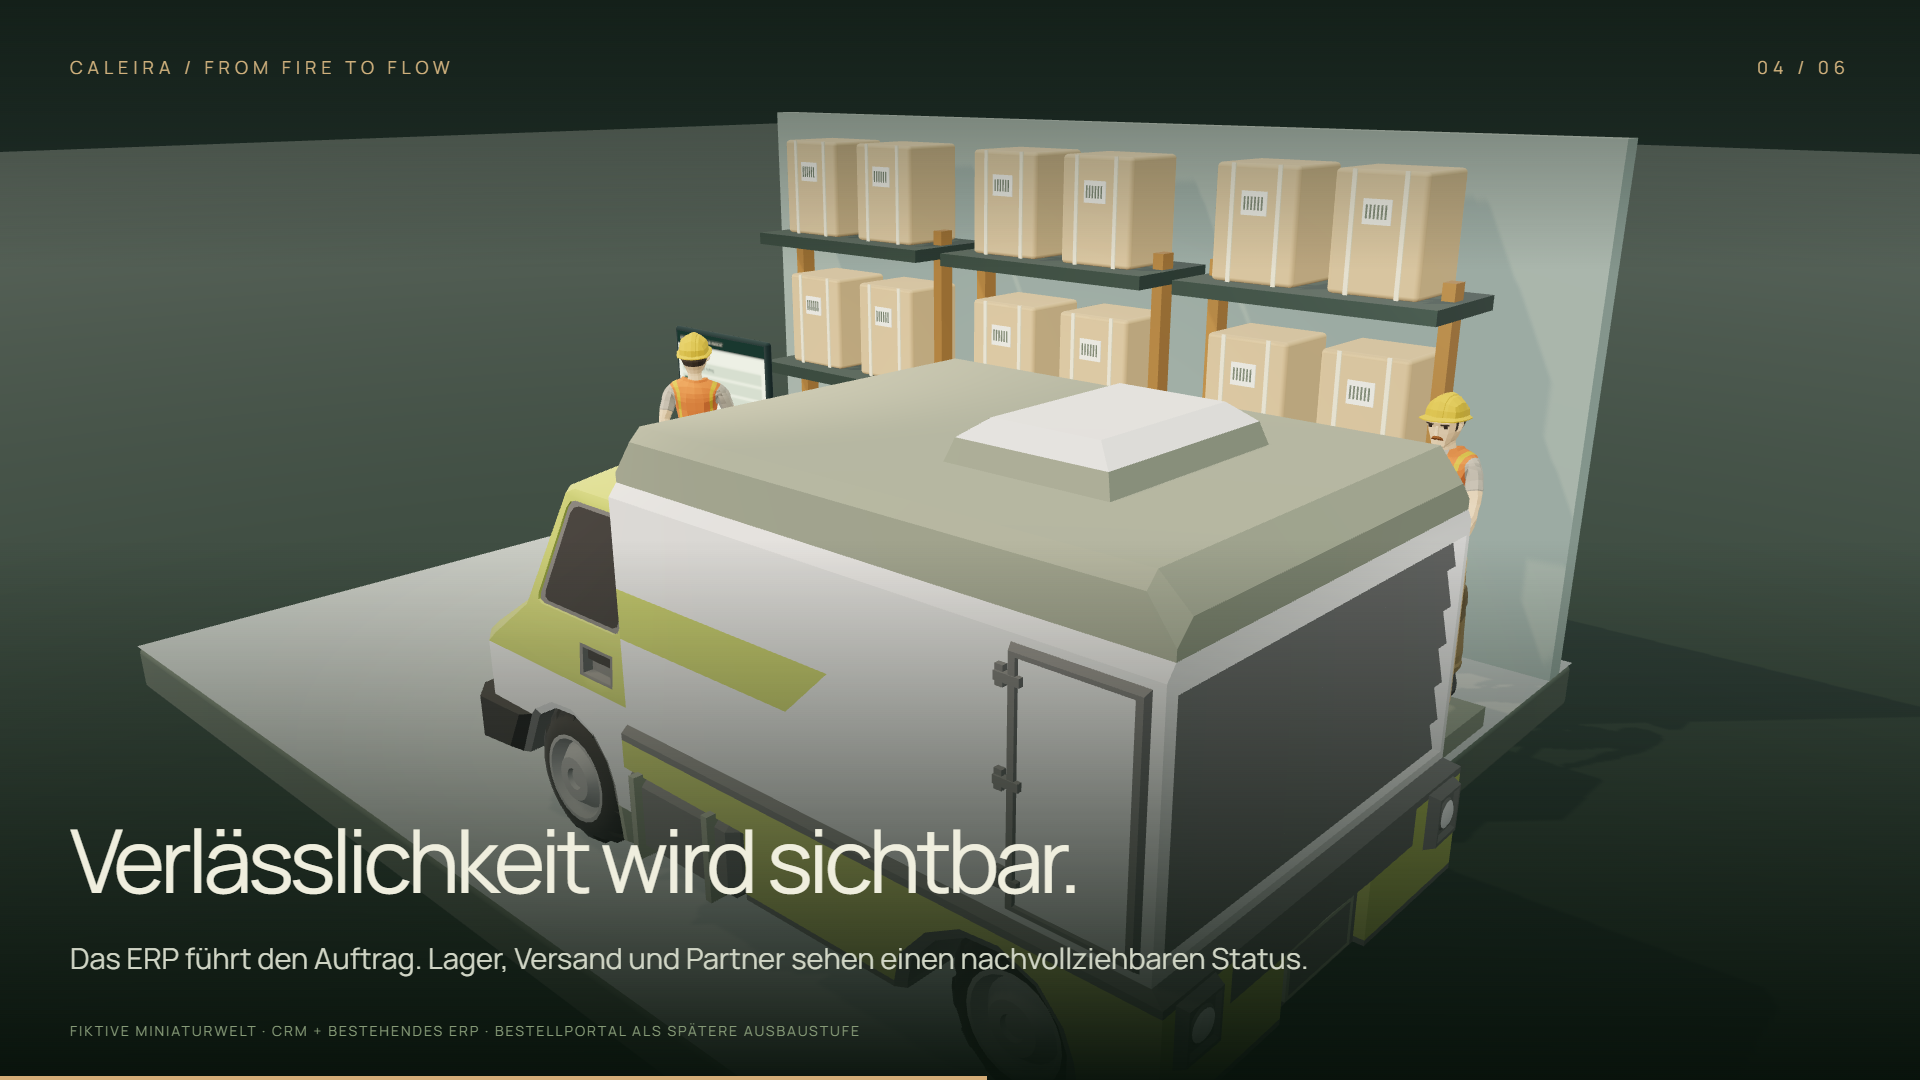 CALEIRA / FROM FIRE TO FLOW
04 / 06
Verlässlichkeit wird sichtbar.
Das ERP führt den Auftrag. Lager, Versand und Partner sehen einen nachvollziehbaren Status.
FIKTIVE MINIATURWELT · CRM + BESTEHENDES ERP · BESTELLPORTAL ALS SPÄTERE AUSBAUSTUFE